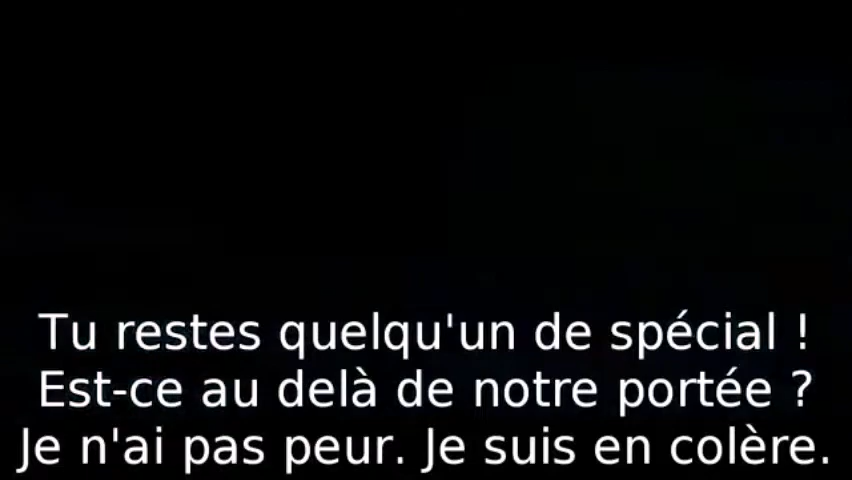 Tu restes quelqu'un de spécial !
Est-ce au delà de notre portée ?
Je n'ai pas peur. Je suis en colère.